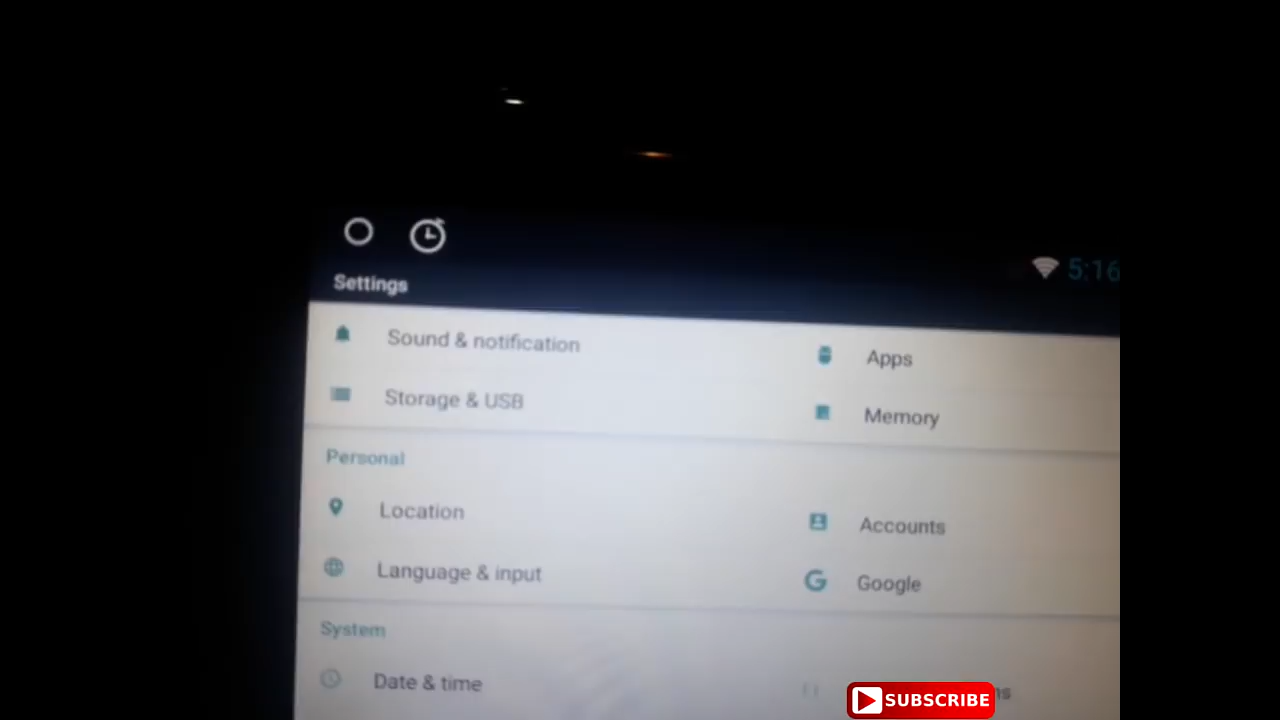 5:16
Settings
Sound & notification
Apps
Storage & USB
Memory
Personal
Location
Accounts
Language & input
Google
System
Date & time
SUBSCRIBE